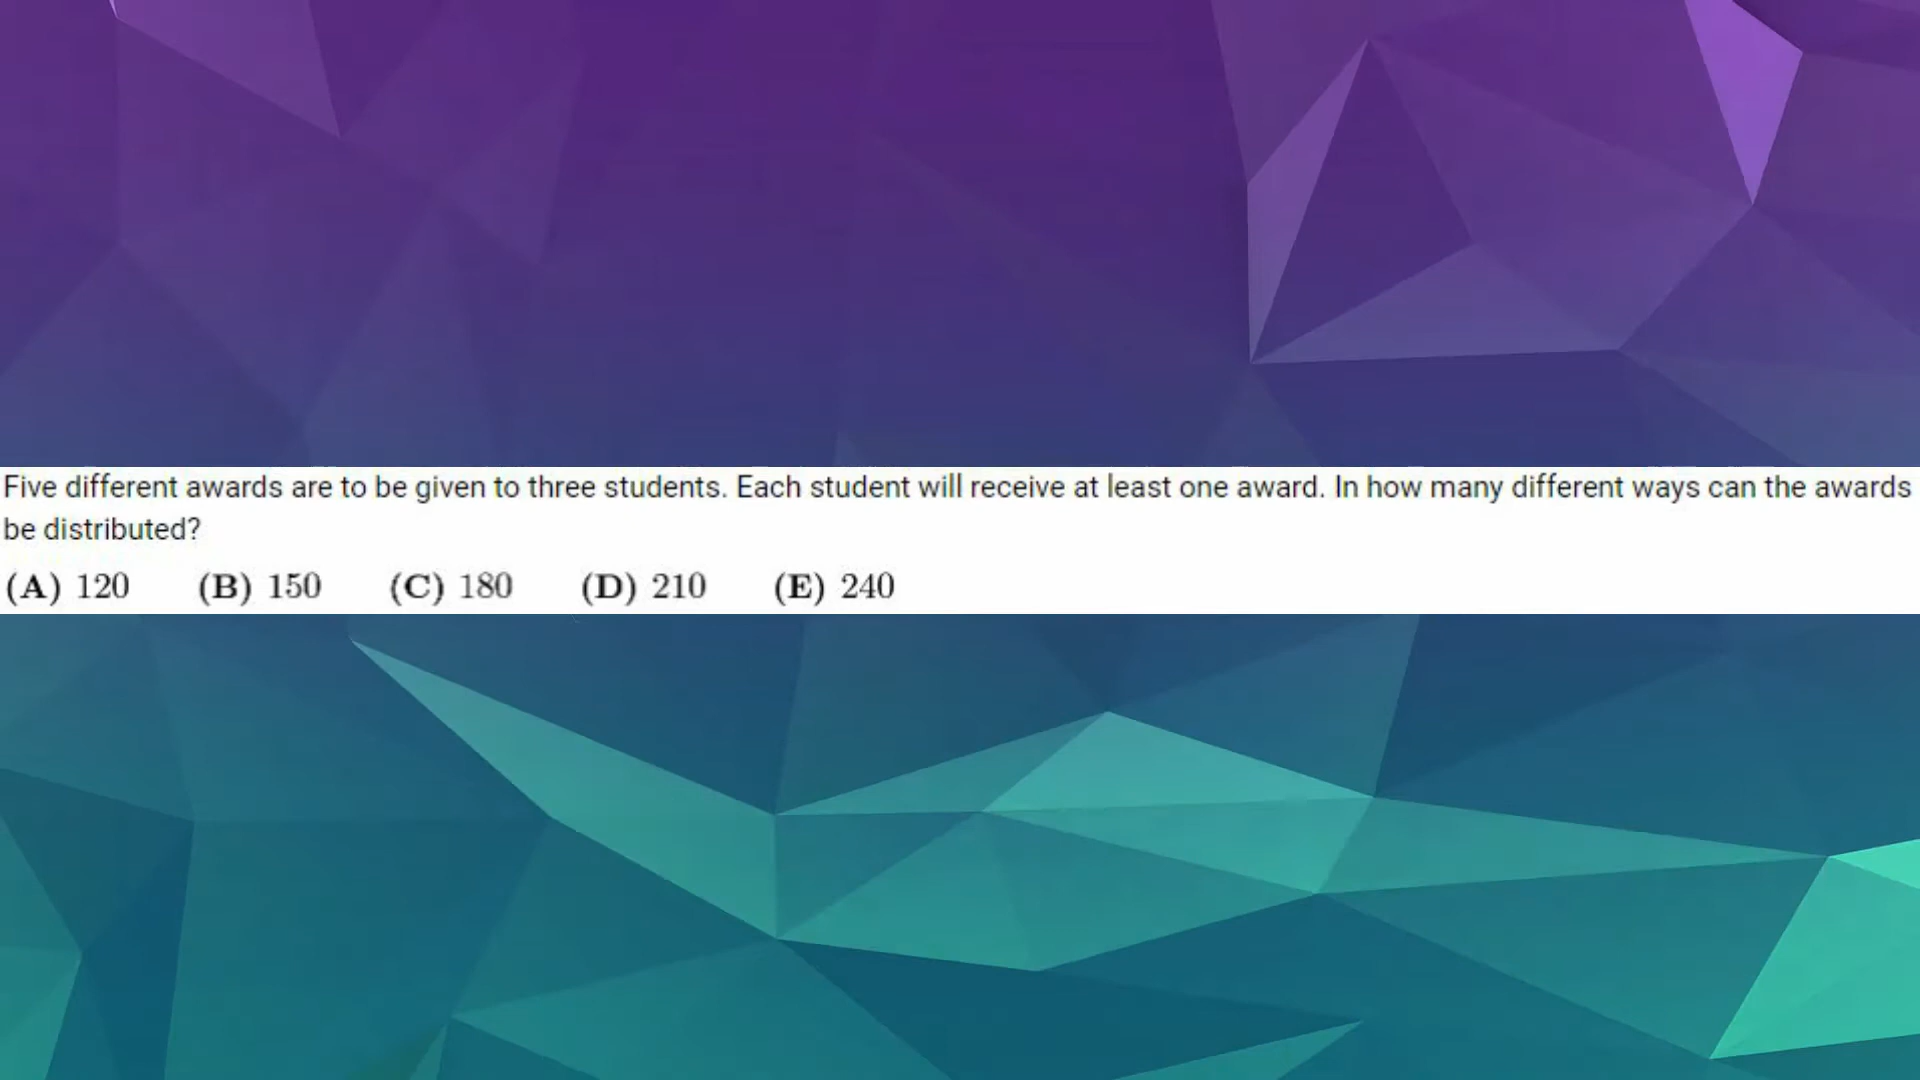 Five different awards are to be given to three students. Each student will receive at least one award. In how many different ways can the awards
be distributed?
(A) 120 (B) 150 (C) 180 (D) 210 (E) 240